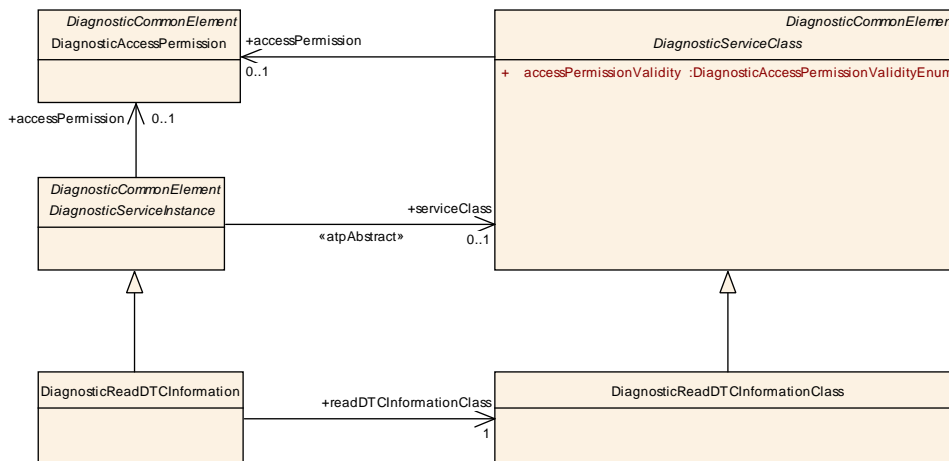 DiagnosticCommonElement
DiagnosticAccessPermission
DiagnosticCommonElemen
DiagnosticServiceClass
+accessPermission
0..1
+ accessPermissionValidity :DiagnosticAccessPermissionValidityEnum
+accessPermission
0..1
DiagnosticCommonElement
DiagnosticServiceInstance
+serviceClass
«atpAbstract»
0..1
DiagnosticReadDTCInformation
DiagnosticReadDTCInformationClass
+readDTCInformationClass
1